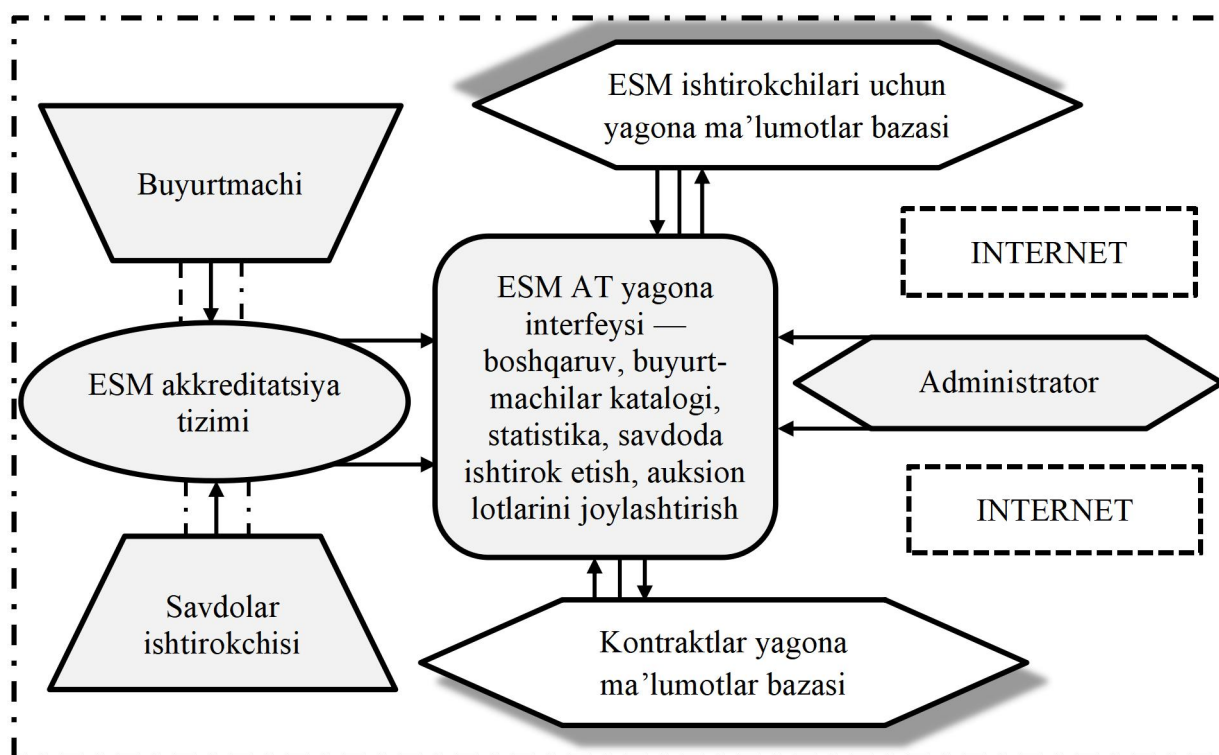 ESM ishtirokchilari uchun
yagona ma’lumotlar bazasi
Buyurtmachi
INTERNET
ESM AT yagona
interfeysi —
boshqaruv, buyurt-
machilar katalogi,
statistika, savdoda
ishtirok etish, auksion
lotlarini joylashtirish
ESM akkreditatsiya
tizimi
Administrator
INTERNET
Savdolar
ishtirokchisi
Kontraktlar yagona
ma’lumotlar bazasi